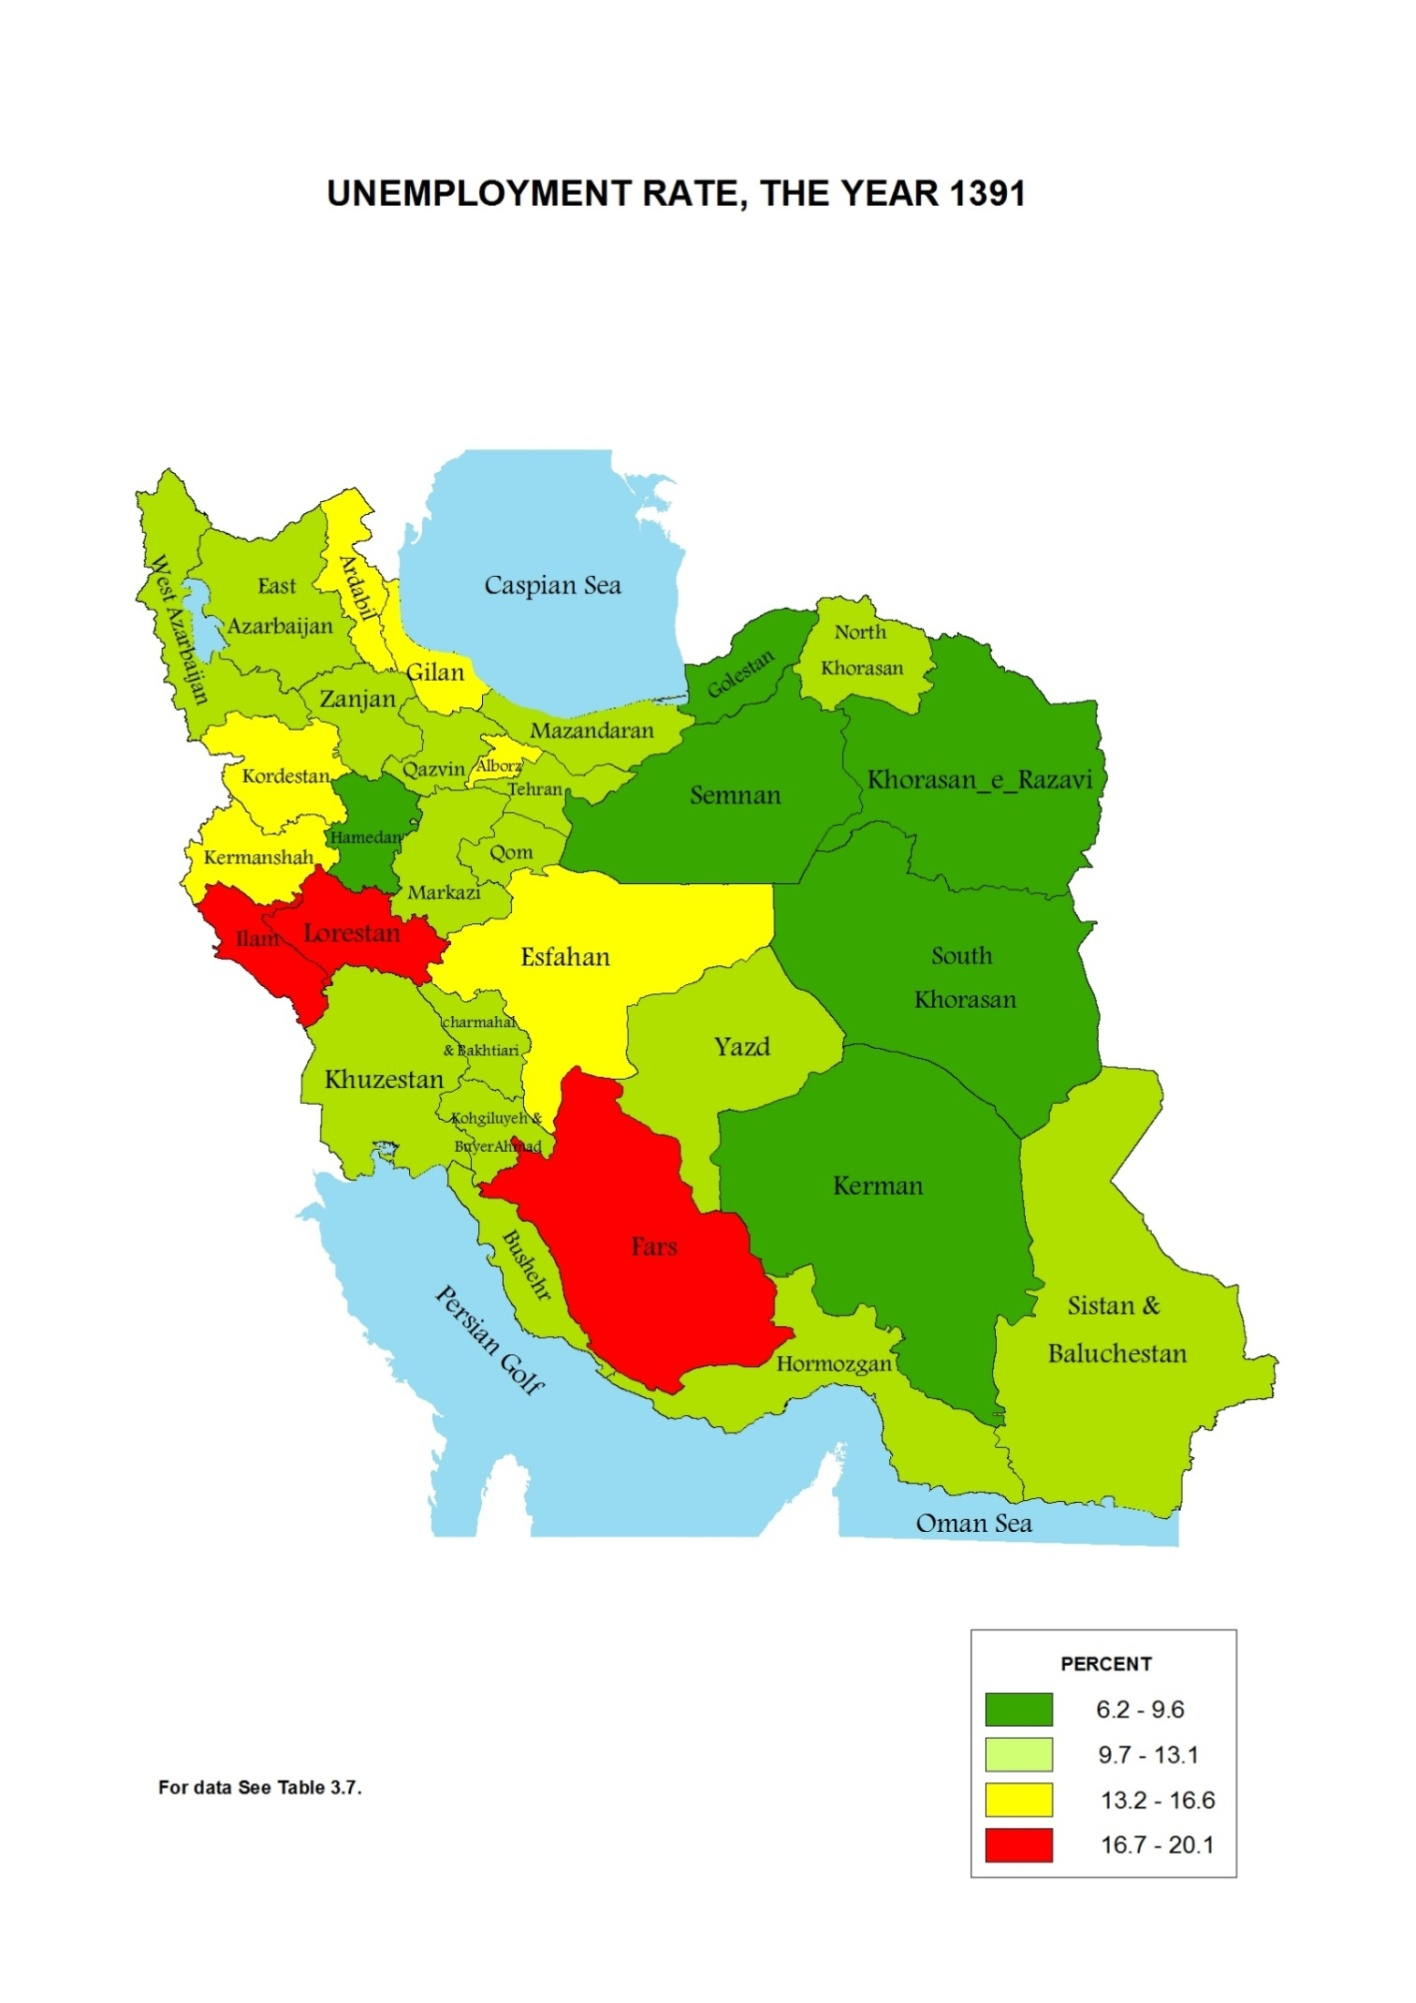 UNEMPLOYMENT RATE, THE YEAR 1391
Caspian Sea
West Azarbaijan
East
Azarbaijan
Ardabil
Gilan
Zanjan
Golestan
North
Khorasan
Mazandaran
Kordestan
Qazvin
Alborz
Tehran
Semnan
Khorasan_e_Razavi
Hamedan
Kermanshah
Qom
Markazi
Ilam
Lorestan
Esfahan
South
Khorasan
charmahal
& Bakhtiari
Yazd
Khuzestan
Kohgiluyeh &
BuyerAhmad
Kerman
Fars
Bushehr
Persian Golf
Hormozgan
Sistan &
Baluchestan
Oman Sea
PERCENT
6.2 - 9.6
9.7 - 13.1
13.2 - 16.6
16.7 - 20.1
For data See Table 3.7.